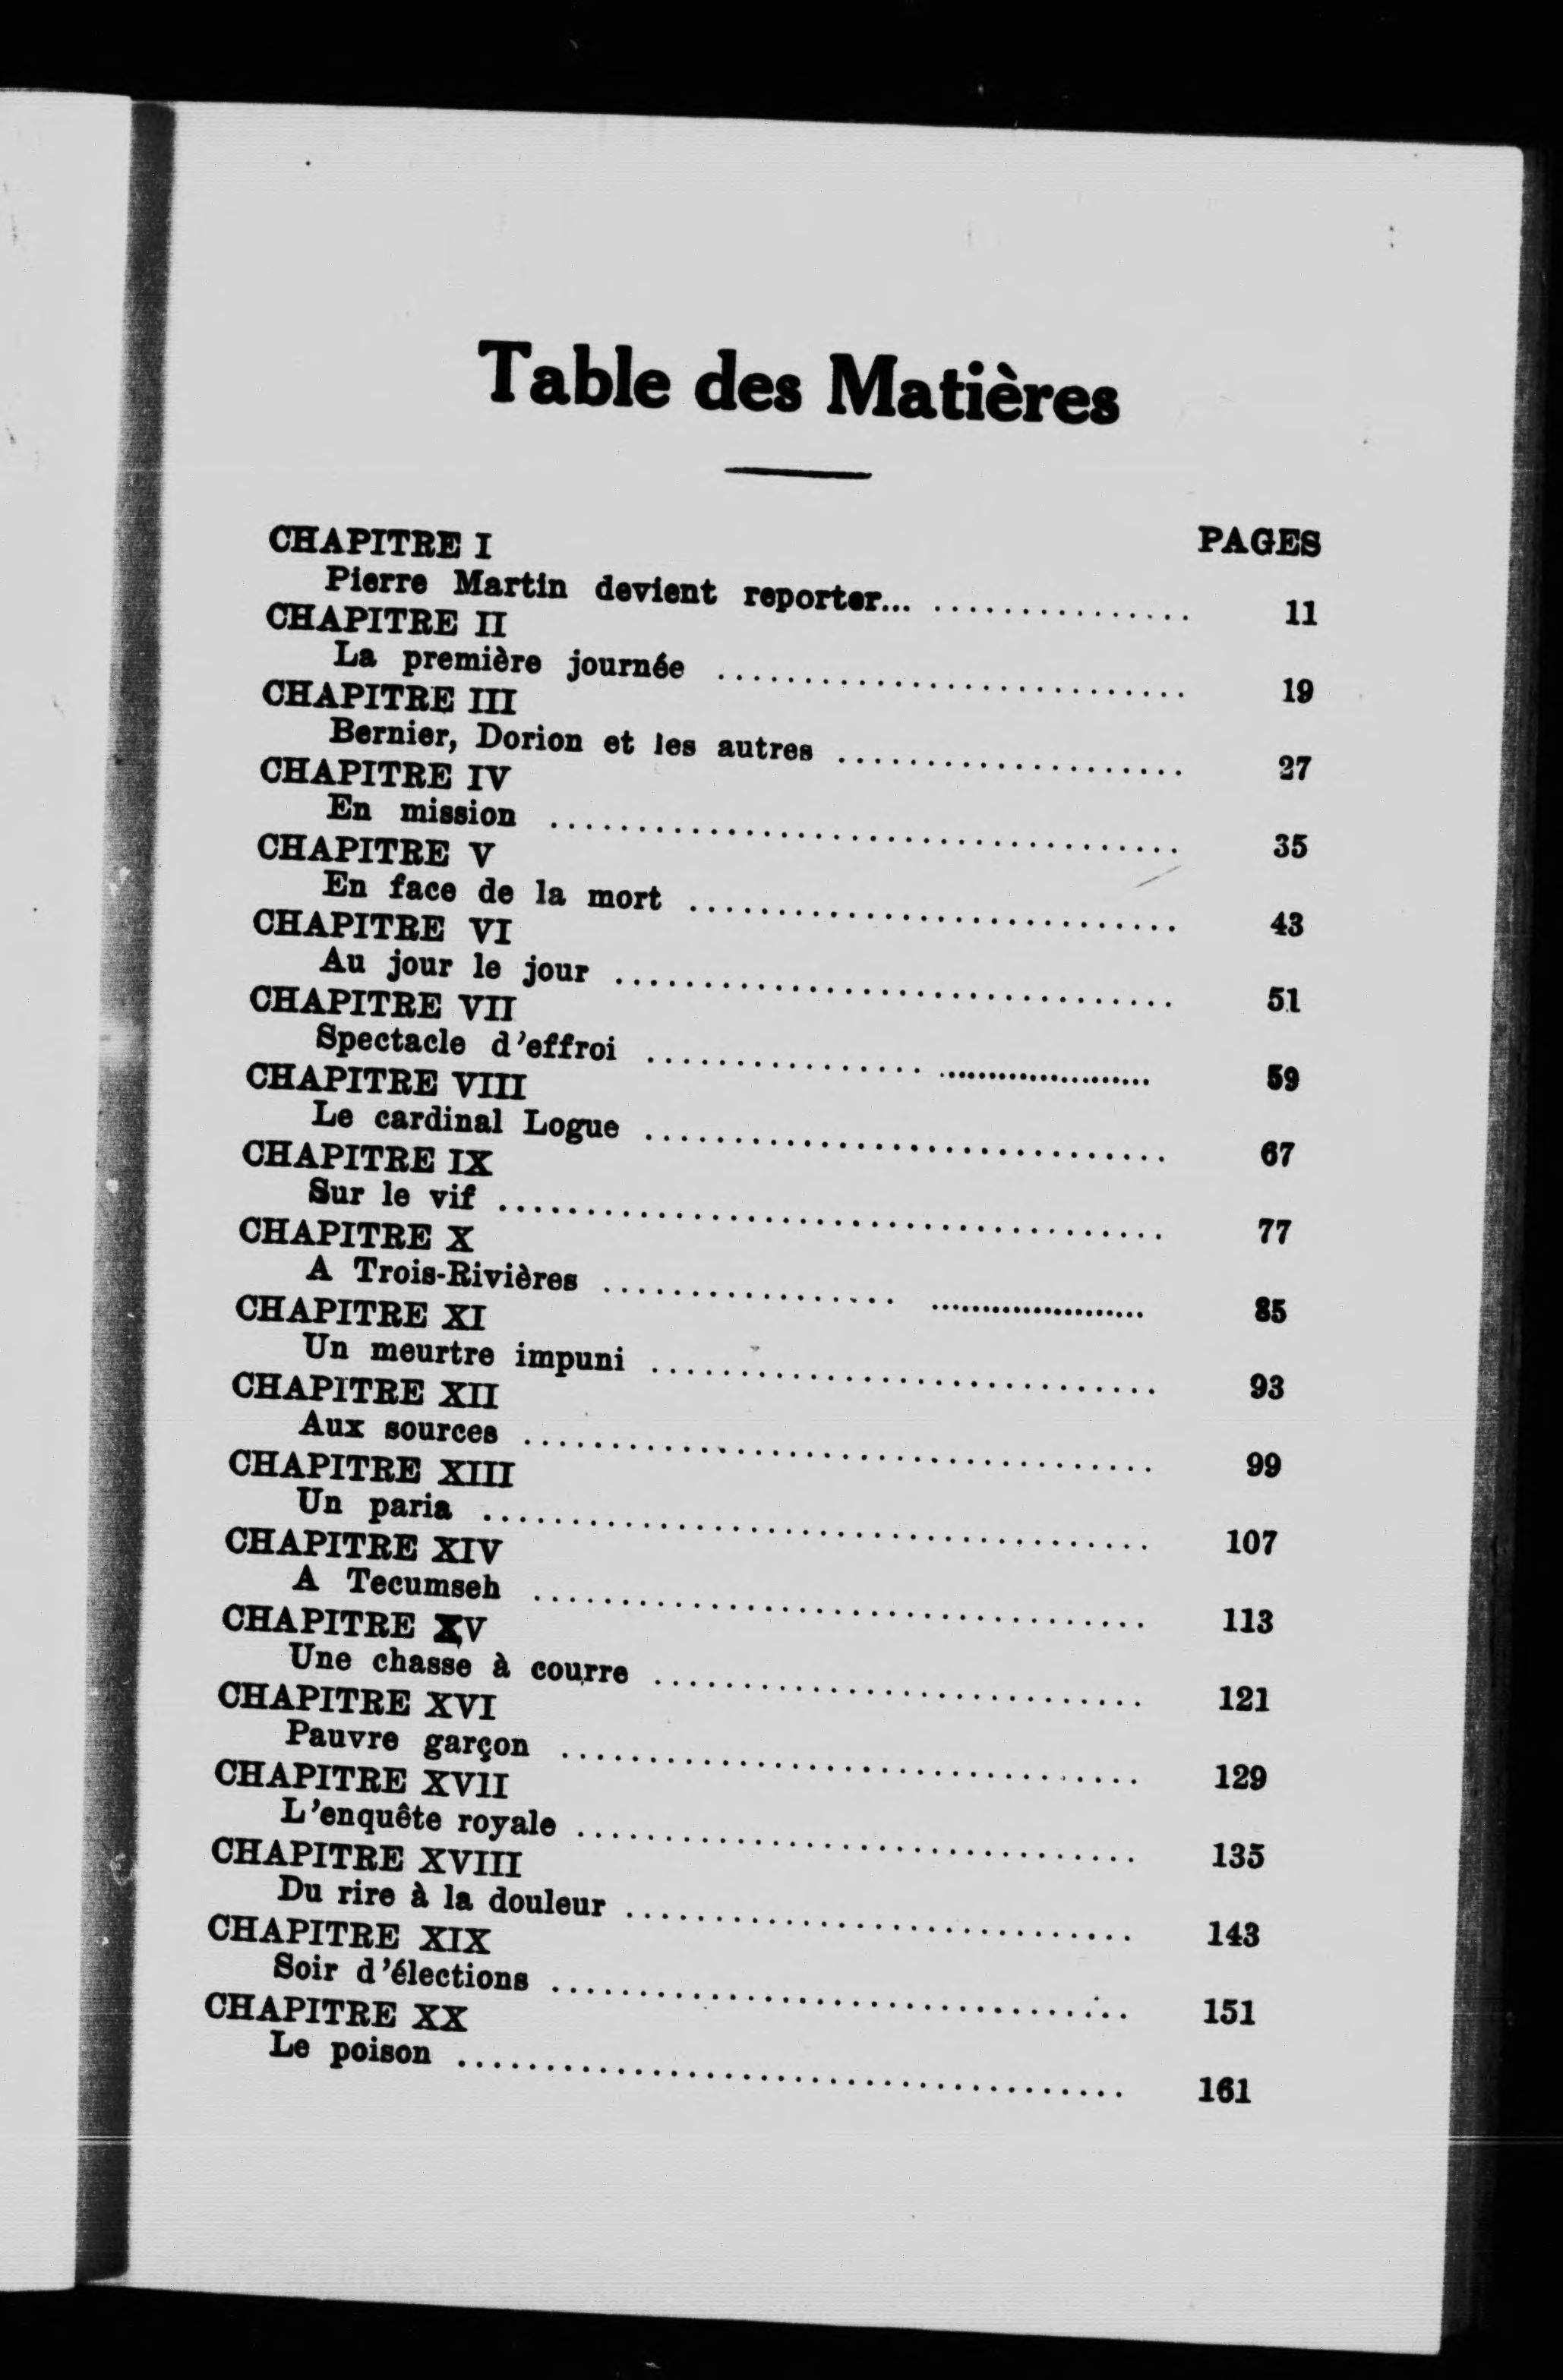 Table des Matières
CHAPITRE I PAGES
Pierre Martin devient reporter... ............... 11
CHAPITRE II
La première journée ........................... 19
CHAPITRE III
Bernier, Dorion et les autres .................... 27
CHAPITRE IV
En mission .................................... 35
CHAPITRE V
En face de la mort ............................ 43
CHAPITRE VI
Au jour le jour ................................ 51
CHAPITRE VII
Spectacle d'effroi ................ ..................... 59
CHAPITRE VIII
Le cardinal Logue .............................. 67
CHAPITRE IX
Sur le vif ...................................... 77
CHAPITRE X
A Trois-Rivières ................. ..................... 85
CHAPITRE XI
Un meurtre impuni ............................. 93
CHAPITRE XII
Aux sources .................................... 99
CHAPITRE XIII
Un paria ....................................... 107
CHAPITRE XIV
A Tecumseh ................................... 113
CHAPITRE XV
Une chasse à courre ............................ 121
CHAPITRE XVI
Pauvre garçon ................................. 129
CHAPITRE XVII
L'enquête royale ................................ 135
CHAPITRE XVIII
Du rire à la douleur ............................. 143
CHAPITRE XIX
Soir d'élections ................................. 151
CHAPITRE XX
Le poison ...................................... 161